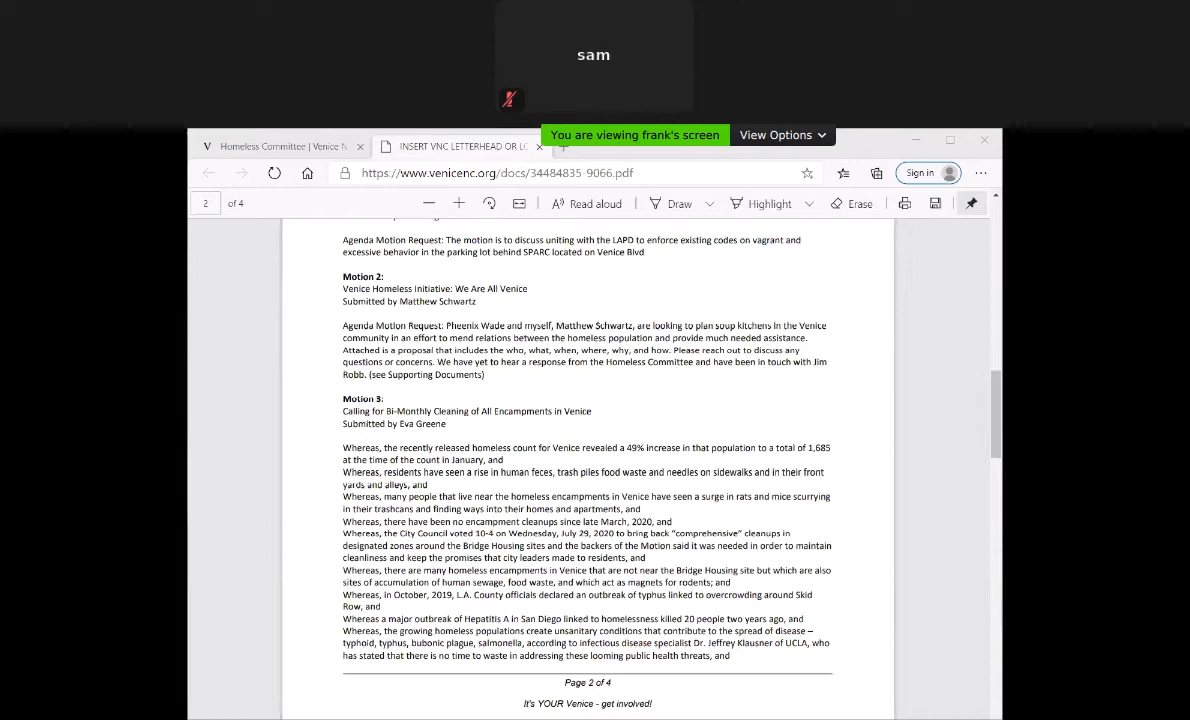 sam
You are viewing frank's screen View Options
V Homeless Committee | Venice N INSERT VNC LETTERHEAD OR LO
https://www.venicenc.org/docs/34484835-9066.pdf Sign in
2 of 4 Read aloud Draw Highlight Erase
Agenda Motion Request: The motion is to discuss uniting with the LAPD to enforce existing codes on vagrant and
excessive behavior in the parking lot behind SPARC located on Venice Blvd
Motion 2:
Venice Homeless Initiative: We Are All Venice
Submitted by Matthew Schwartz
Agenda Motion Request: Pheenix Wade and myself, Matthew Schwartz, are looking to plan soup kitchens in the Venice
community in an effort to mend relations between the homeless population and provide much needed assistance.
Attached is a proposal that includes the who, what, when, where, why, and how. Please reach out to discuss any
questions or concerns. We have yet to hear a response from the Homeless Committee and have been in touch with Jim
Robb. (see Supporting Documents)
Motion 3:
Calling for Bi-Monthly Cleaning of All Encampments in Venice
Submitted by Eva Greene
Whereas, the recently released homeless count for Venice revealed a 49% increase in that population to a total of 1,685
at the time of the count in January, and
Whereas, residents have seen a rise in human feces, trash piles food waste and needles on sidewalks and in their front
yards and alleys, and
Whereas, many people that live near the homeless encampments in Venice have seen a surge in rats and mice scurrying
in their trashcans and finding ways into their homes and apartments, and
Whereas, there have been no encampment cleanups since late March, 2020, and
Whereas, the City Council voted 10-4 on Wednesday, July 29, 2020 to bring back “comprehensive” cleanups in
designated zones around the Bridge Housing sites and the backers of the Motion said it was needed in order to maintain
cleanliness and keep the promises that city leaders made to residents, and
Whereas, there are many homeless encampments in Venice that are not near the Bridge Housing site but which are also
sites of accumulation of human sewage, food waste, and which act as magnets for rodents; and
Whereas, in October, 2019, L.A. County officials declared an outbreak of typhus linked to overcrowding around Skid
Row, and
Whereas a major outbreak of Hepatitis A in San Diego linked to homelessness killed 20 people two years ago, and
Whereas, the growing homeless populations create unsanitary conditions that contribute to the spread of disease –
typhoid, typhus, bubonic plague, salmonella, according to infectious disease specialist Dr. Jeffrey Klausner of UCLA, who
has stated that there is no time to waste in addressing these looming public health threats, and
Page 2 of 4
It's YOUR Venice - get involved!